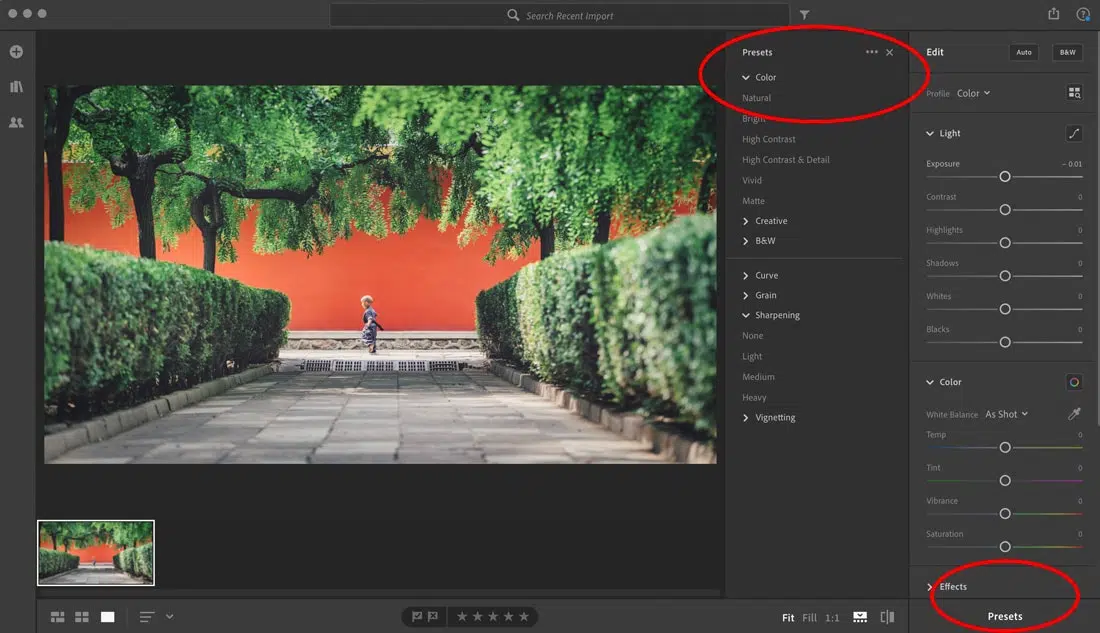 Search Recent Import
Presets
Color
Natural
Bright
High Contrast
High Contrast & Detail
Vivid
Matte
Creative
B&W
Curve
Grain
Sharpening
None
Light
Medium
Heavy
Vignetting
Edit
Auto
B&W
Profile Color
Light
Exposure − 0.01
Contrast 0
Highlights 0
Shadows 0
Whites 0
Blacks 0
Color
White Balance As Shot
Temp 0
Tint 0
Vibrance 0
Saturation 0
Effects
Fit Fill 1:1
Presets